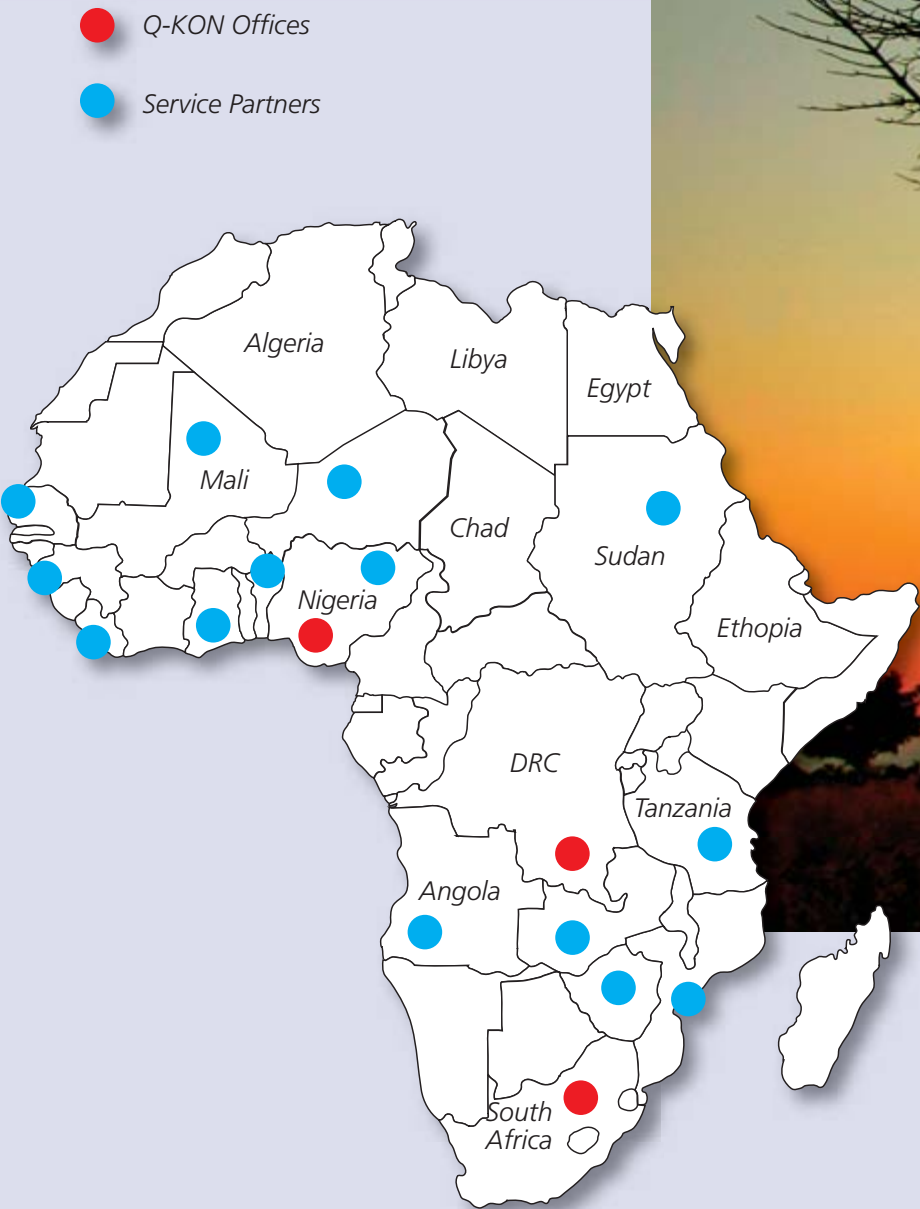 Q-KON Offices
Service Partners
Algeria
Libya
Egypt
Mali
Chad
Sudan
Nigeria
Ethopia
DRC
Tanzania
Angola
South
Africa